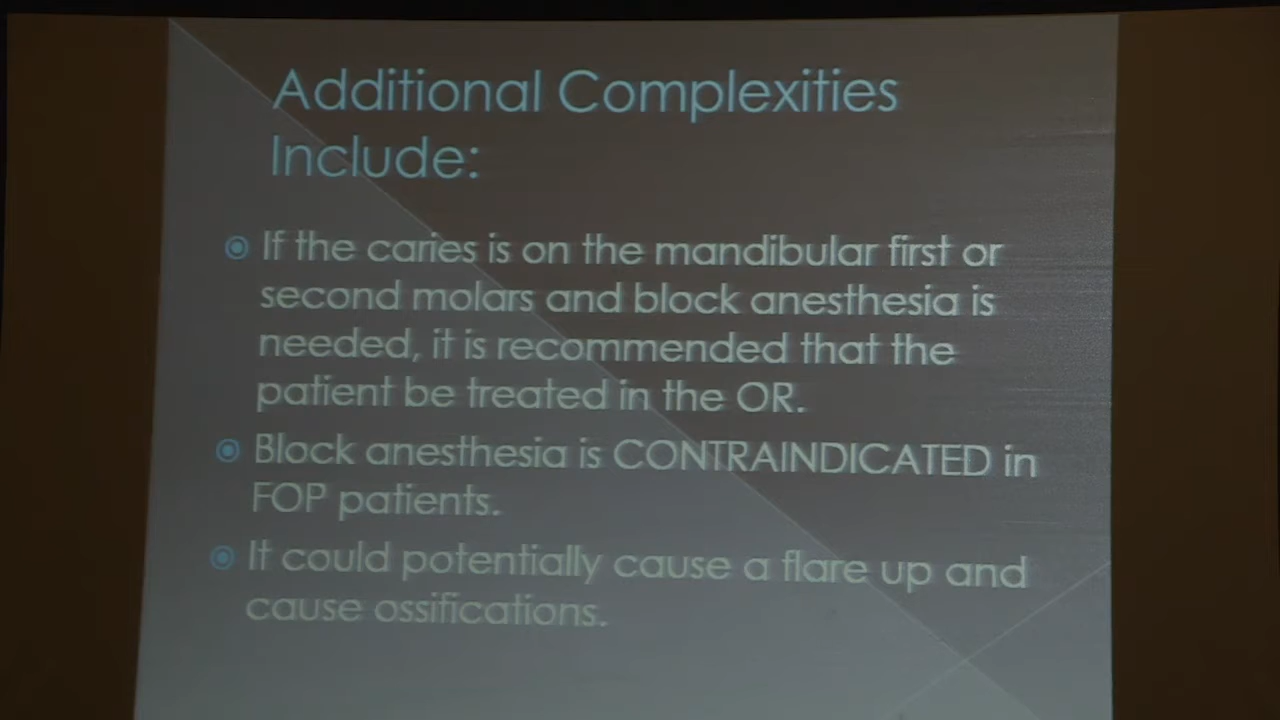 Additional Complexities
Include:
If the caries is on the mandibular first or
second molars and block anesthesia is
needed, it is recommended that the
patient be treated in the OR.
Block anesthesia is CONTRAINDICATED in
FOP patients.
It could potentially cause a flare up and
cause ossifications.